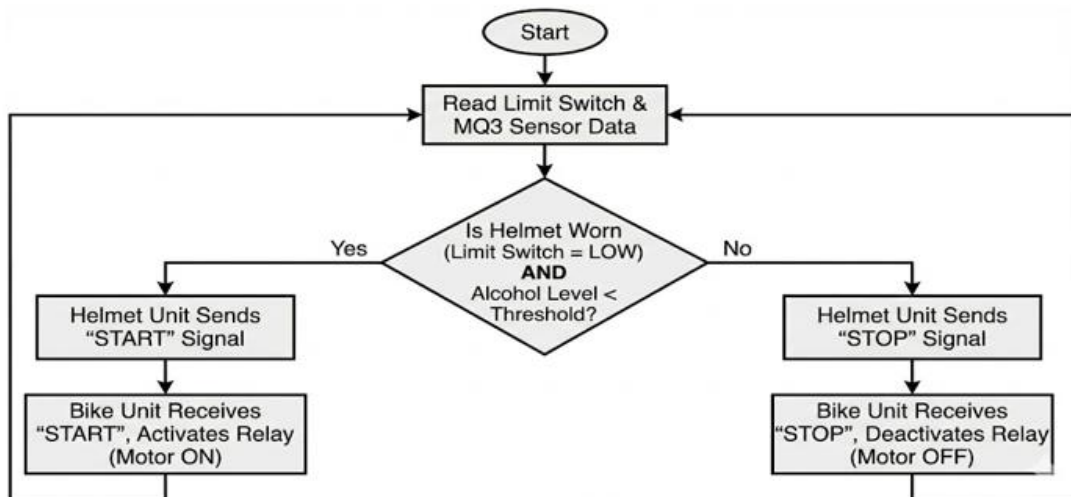 Start
Read Limit Switch &
MQ3 Sensor Data
Is Helmet Worn
(Limit Switch = LOW)
AND
Alcohol Level <
Threshold?
Yes
No
Helmet Unit Sends
“START” Signal
Helmet Unit Sends
“STOP” Signal
Bike Unit Receives
“START”, Activates Relay
(Motor ON)
Bike Unit Receives
“STOP”, Deactivates Relay
(Motor OFF)